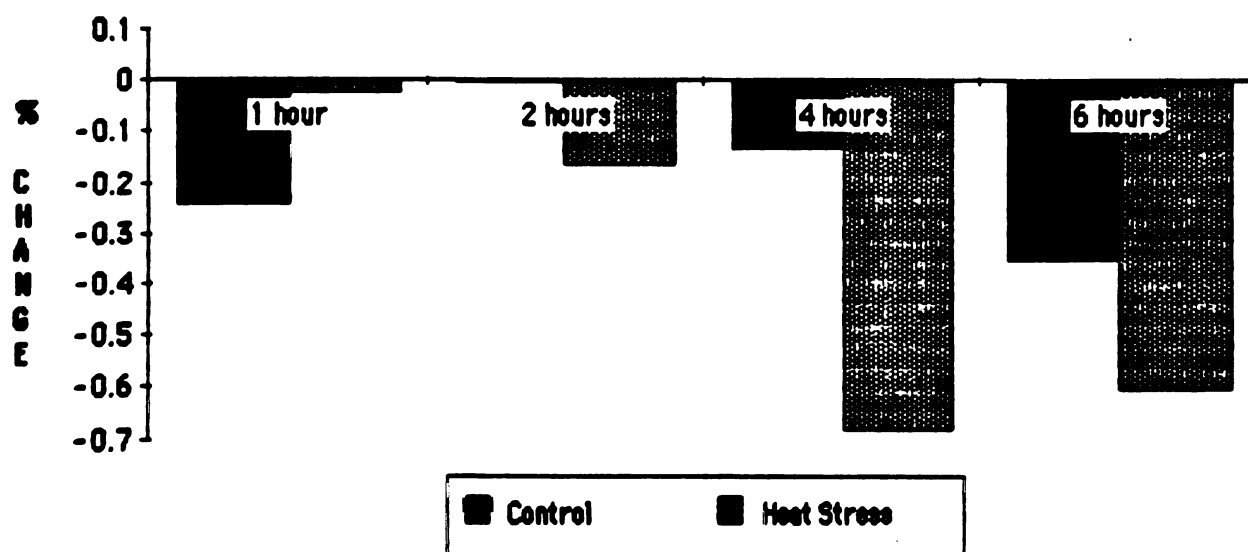 0.1
0
-0.1
-0.2
-0.3
-0.4
-0.5
-0.6
-0.7
% CHANGE
1 hour
2 hours
4 hours
6 hours
Control
Heat Stress